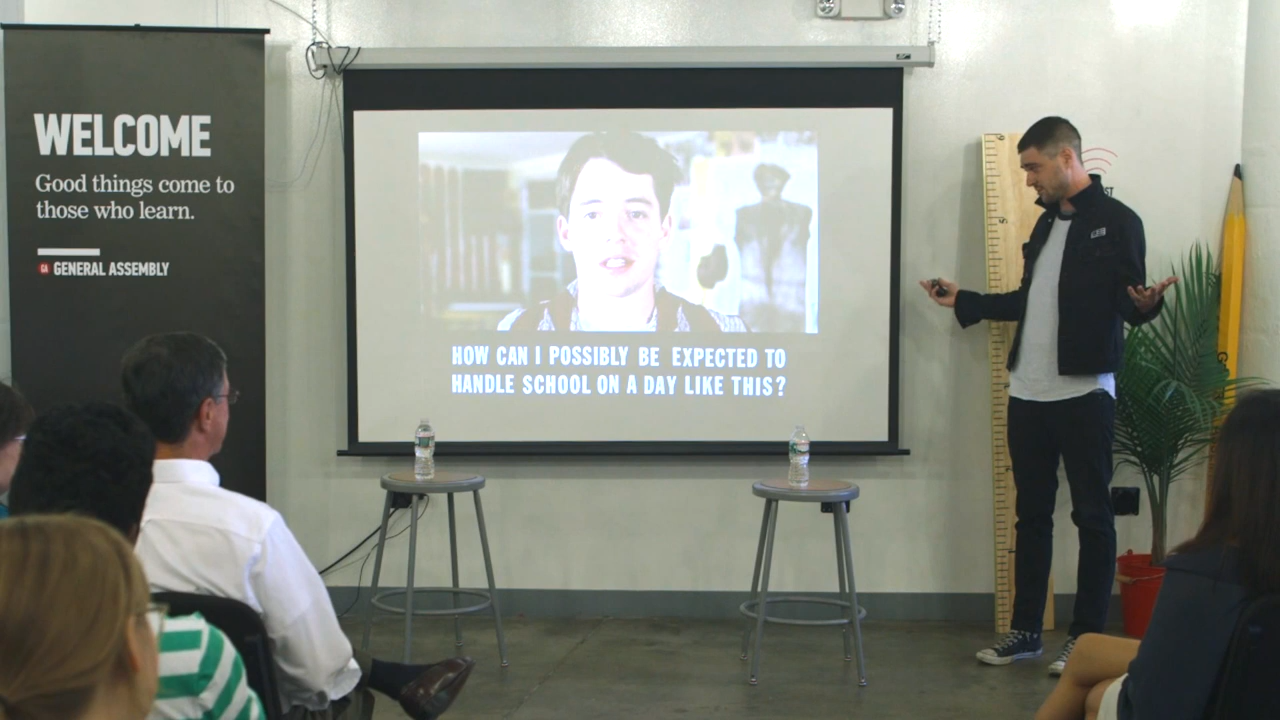 WELCOME
Good things come to
those who learn.
GA GENERAL ASSEMBLY
HOW CAN I POSSIBLY BE EXPECTED TO
HANDLE SCHOOL ON A DAY LIKE THIS?